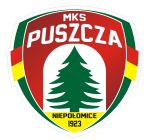 MKS
PUSZCZA
NIEPOŁOMICE
1923